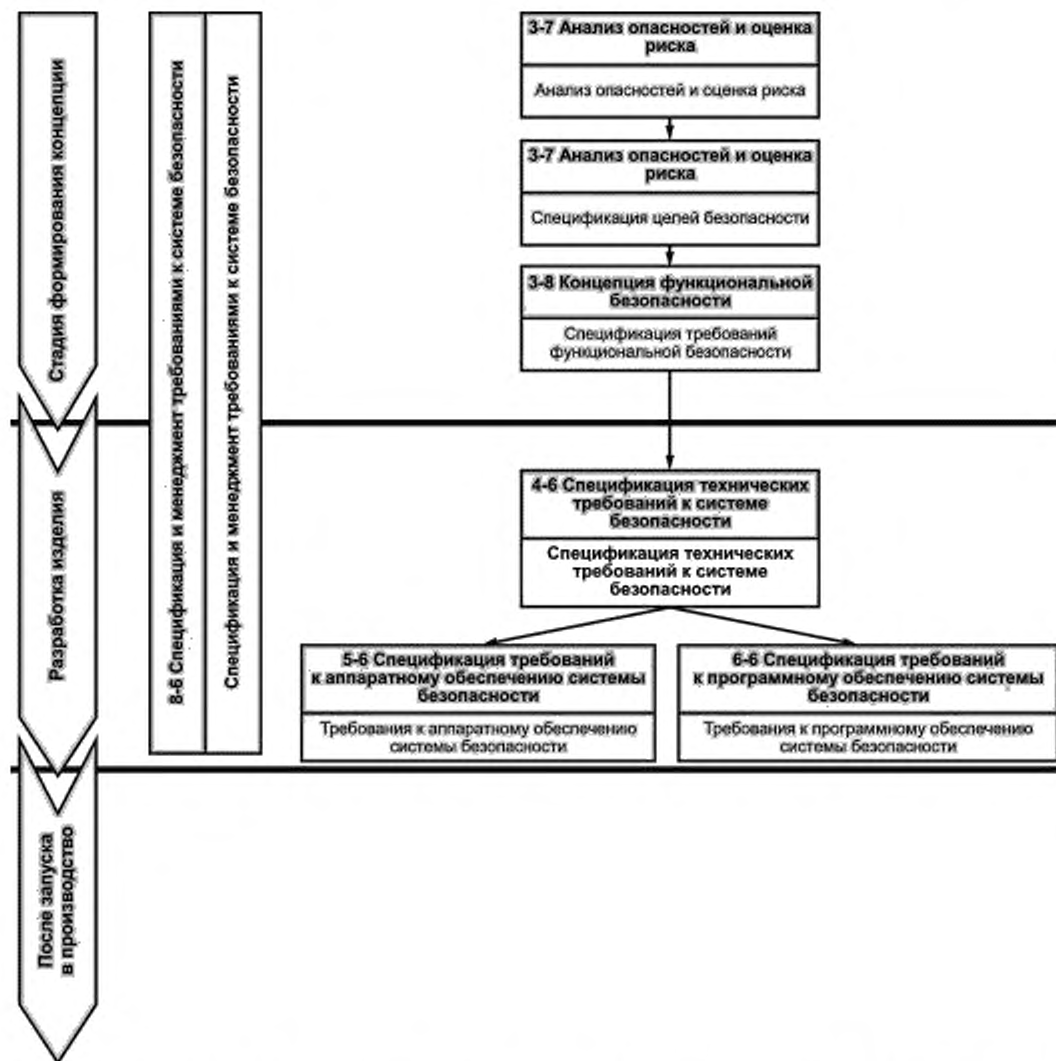 Стадия формирования концепции
Разработка изделия
После запуска
в производство
8-6 Спецификация и менеджмент требованиями к системе безопасности
Спецификация и менеджмент требованиями к системе безопасности
3-7 Анализ опасностей и оценка
риска
Анализ опасностей и оценка риска
3-7 Анализ опасностей и оценка
риска
Спецификация целей безопасности
3-8 Концепция функциональной
безопасности
Спецификация требований
функциональной безопасности
4-6 Спецификация технических
требований к системе
безопасности
Спецификация технических
требований к системе
безопасности
5-6 Спецификация требований
к аппаратному обеспечению системы
безопасности
Требования к аппаратному обеспечению
системы безопасности
6-6 Спецификация требований
к программному обеспечению системы
безопасности
Требования к программному обеспечению
системы безопасности